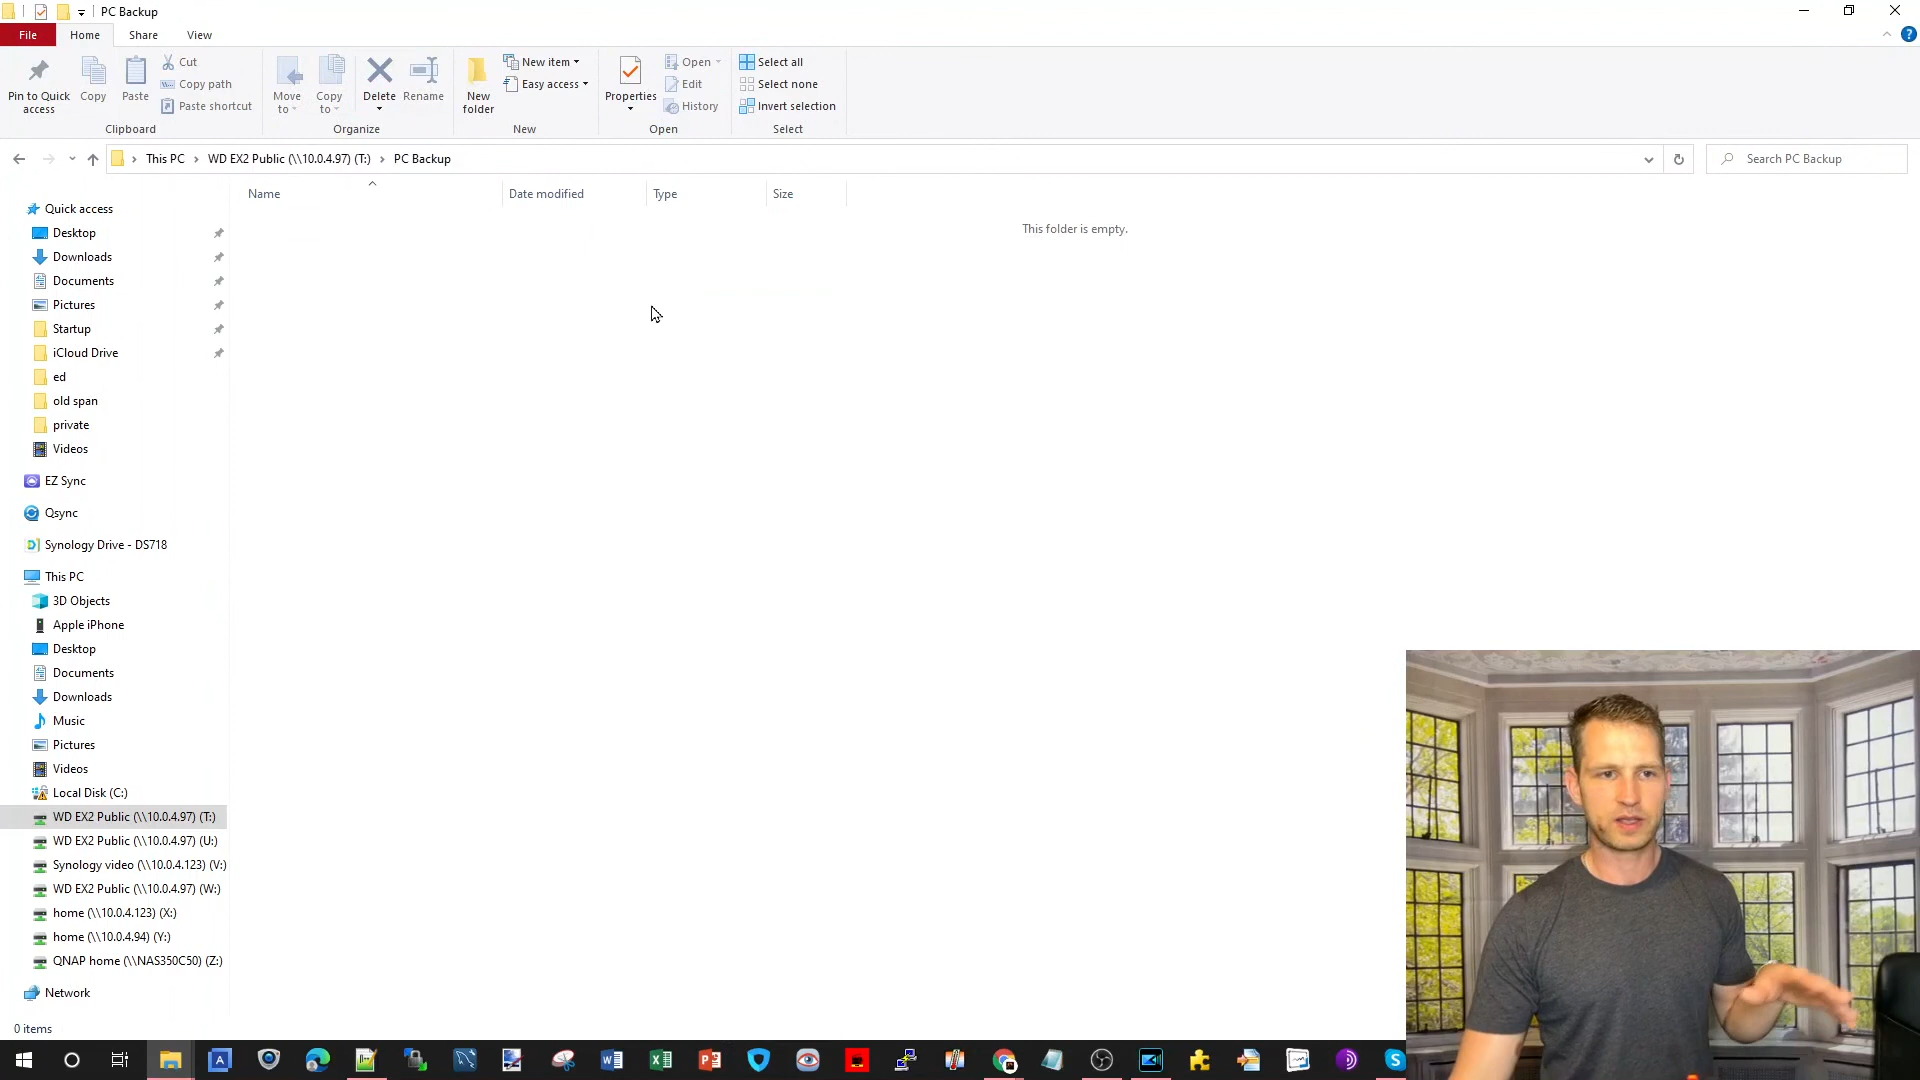 PC Backup
File Home Share View
Pin to Quick access
Copy
Paste
Cut
Copy path
Paste shortcut
Clipboard
Move to
Copy to
Delete
Rename
Organize
New folder
New item
Easy access
New
Properties
Open
Edit
History
Open
Select all
Select none
Invert selection
Select
This PC › WD EX2 Public (\\10.0.4.97) (T:) › PC Backup
Search PC Backup
Name Date modified Type Size
This folder is empty.
Quick access
Desktop
Downloads
Documents
Pictures
Startup
iCloud Drive
ed
old span
private
Videos
EZ Sync
Qsync
Synology Drive - DS718
This PC
3D Objects
Apple iPhone
Desktop
Documents
Downloads
Music
Pictures
Videos
Local Disk (C:)
WD EX2 Public (\\10.0.4.97) (T:)
WD EX2 Public (\\10.0.4.97) (U:)
Synology video (\\10.0.4.123) (V:)
WD EX2 Public (\\10.0.4.97) (W:)
home (\\10.0.4.123) (X:)
home (\\10.0.4.94) (Y:)
QNAP home (\\NAS350C50) (Z:)
Network
0 items